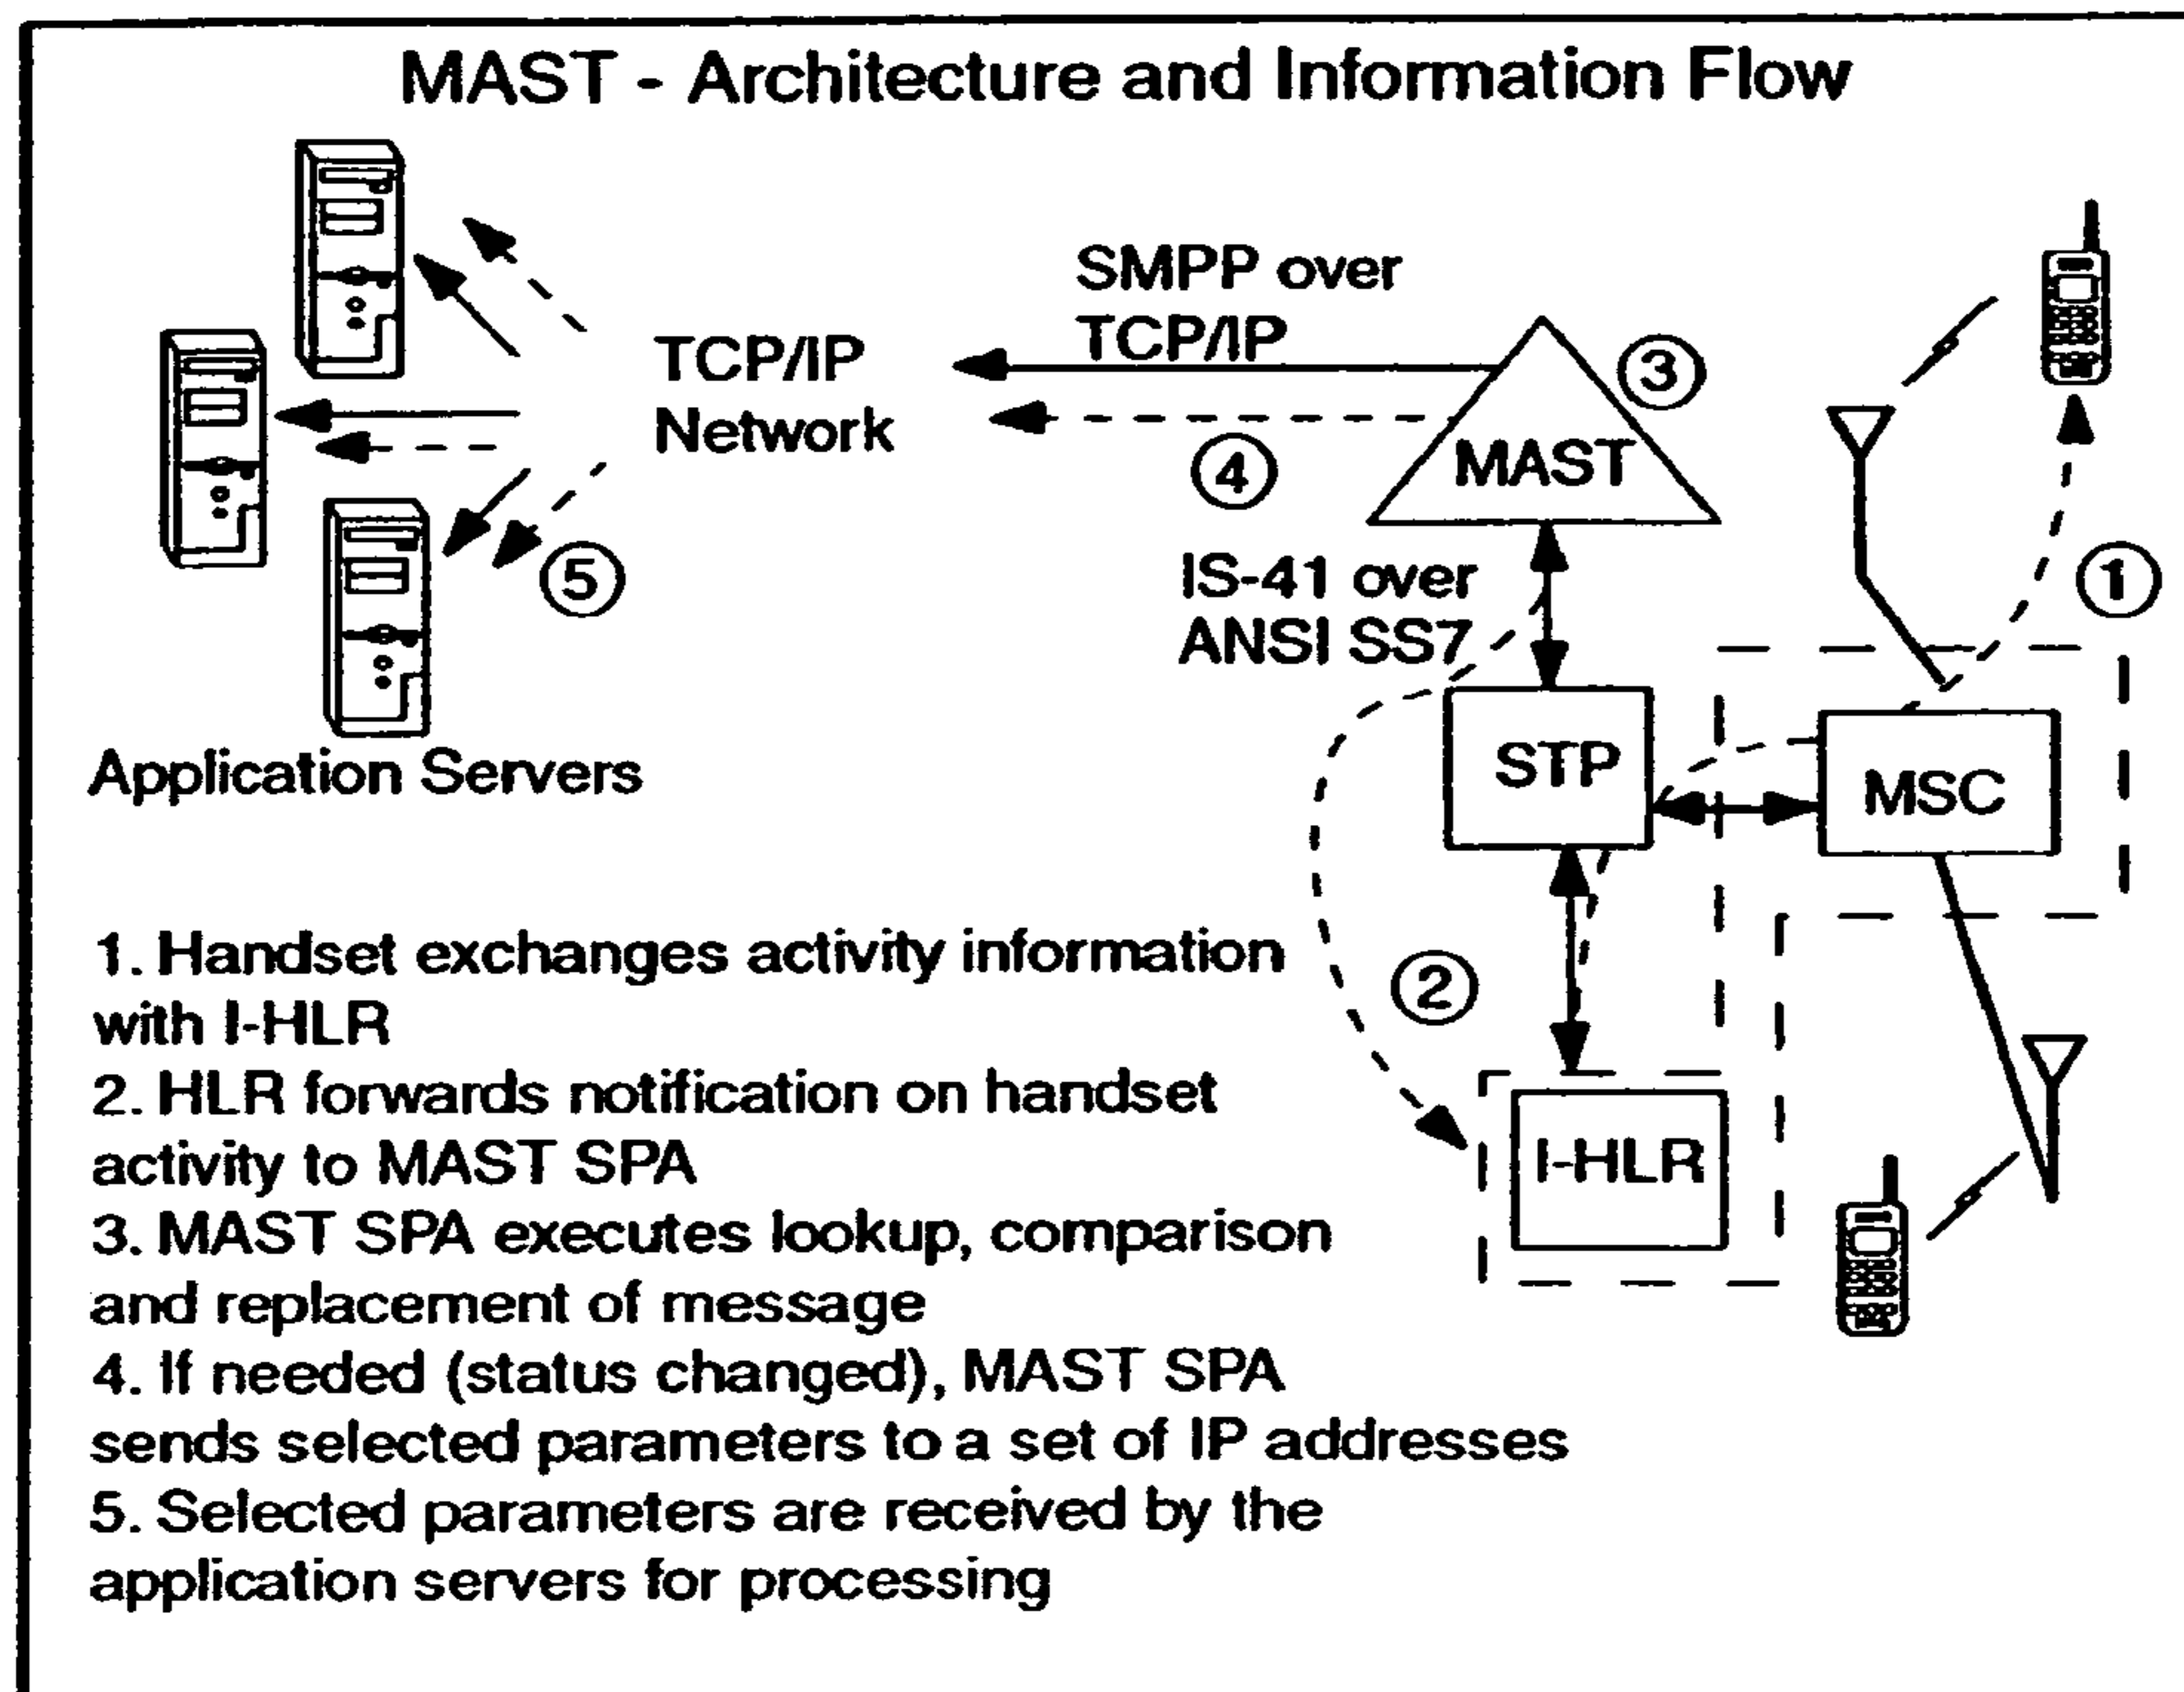 MAST - Architecture and Information Flow
SMPP over
TCP/IP
TCP/IP
Network
3
MAST
4
5
IS-41 over
ANSI SS7
1
STP
MSC
Application Servers
2
I-HLR
1. Handset exchanges activity information
with I-HLR
2. HLR forwards notification on handset
activity to MAST SPA
3. MAST SPA executes lookup, comparison
and replacement of message
4. If needed (status changed), MAST SPA
sends selected parameters to a set of IP addresses
5. Selected parameters are received by the
application servers for processing